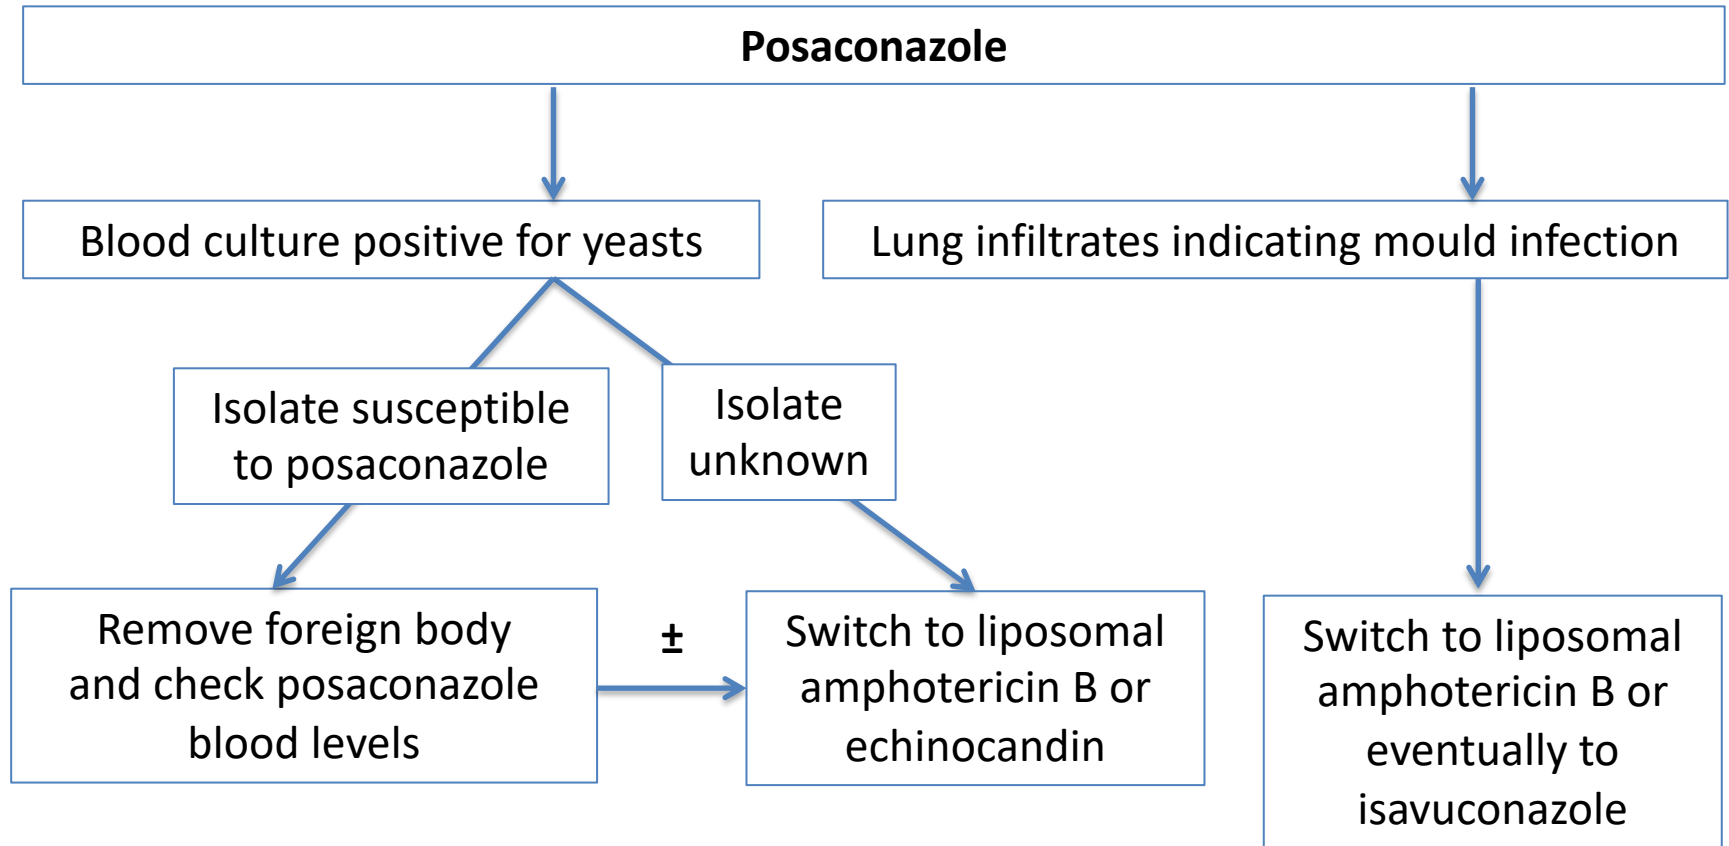 Posaconazole
Blood culture positive for yeasts
Lung infiltrates indicating mould infection
Isolate susceptible
to posaconazole
Isolate
unknown
Remove foreign body
and check posaconazole
blood levels
±
Switch to liposomal
amphotericin B or
echinocandin
Switch to liposomal
amphotericin B or
eventually to
isavuconazole